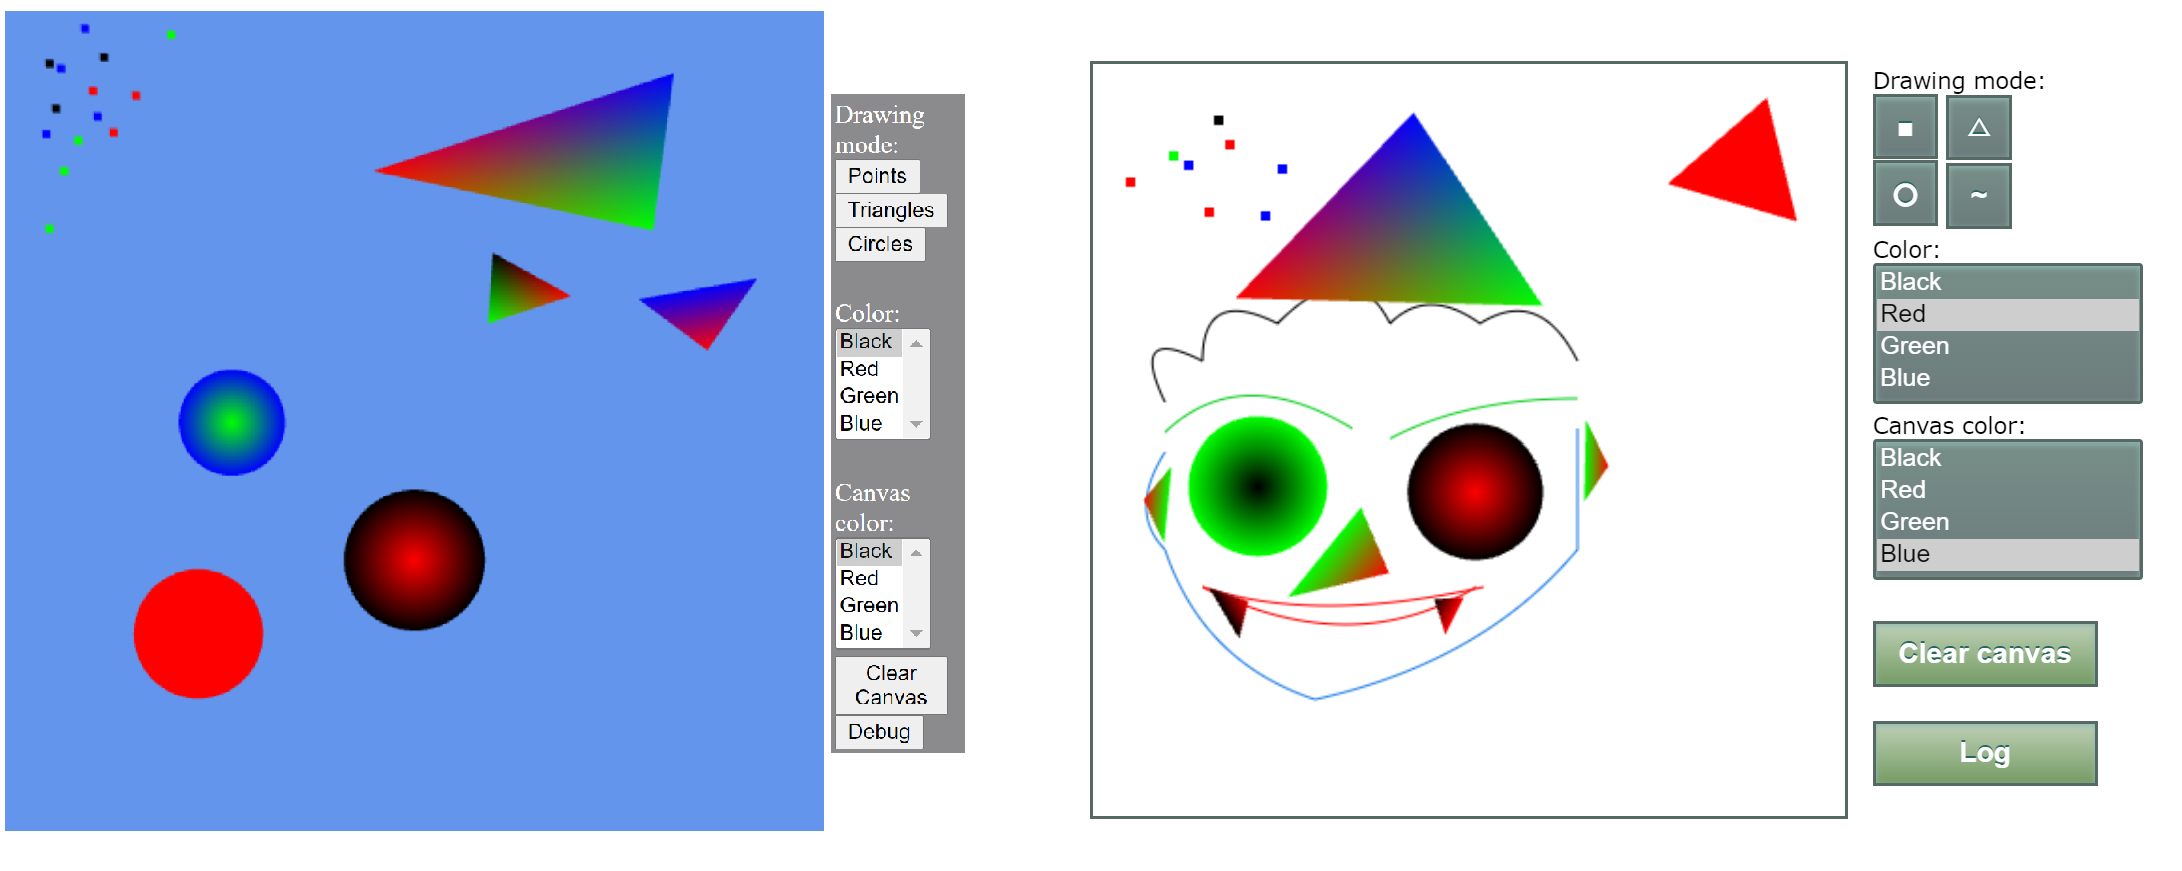 Drawing
mode:
Points
Triangles
Circles
Color:
Black
Red
Green
Blue
Canvas
color:
Black
Red
Green
Blue
Clear
Canvas
Debug
Drawing mode:
~
Color:
Black
Red
Green
Blue
Canvas color:
Black
Red
Green
Blue
Clear canvas
Log